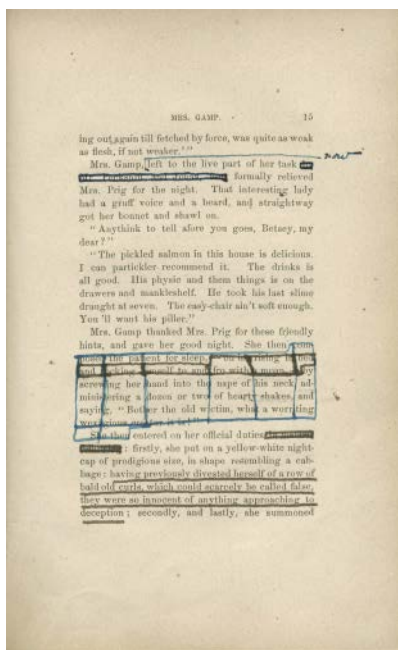 MRS. GAMP. 15
ing out again till fetched by force, was quite as weak
as flesh, if not weaker.'"
now
Mrs. Gamp, left to the live part of her task
formally relieved
Mrs. Prig for the night. That interesting lady
had a gruff voice and a beard, and straightway
got her bonnet and shawl on.
"Anythink to tell afore you goes, Betsey, my
dear?"
"The pickled salmon in this house is delicious.
I can partickler recommend it. The drinks is
all good. His physic and them things is on the
drawers and mankleshelf. He took his last slime
draught at seven. The easy-chair ain't soft enough.
You 'll want his piller."
Mrs. Gamp thanked Mrs. Prig for these friendly
hints, and gave her good night. She then
the patient for sleep,
and
screwing her hand into the nape of his neck, ad-
ministering a dozen or two of hearty shakes, and
saying, "Bother the old wictim, what a worriting
She then entered on her official duties
: firstly, she put on a yellow-white night-
cap of prodigious size, in shape resembling a cab-
bage; having previously divested herself of a row of
bald old curls, which could scarcely be called false,
they were so innocent of anything approaching to
deception; secondly, and lastly, she summoned